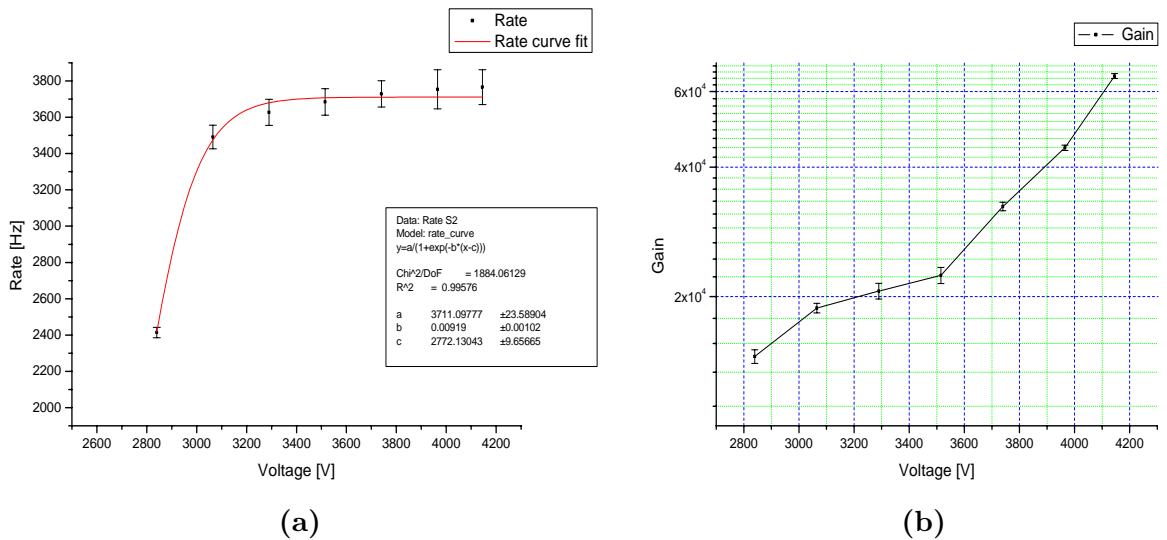 Rate
Rate curve fit
3800
3600
3400
3200
3000
2800
2600
2400
2200
2000
Rate [Hz]
Data: Rate S2
Model: rate_curve
y=a/(1+exp(-b*(x-c)))
Chi^2/DoF = 1884.06129
R^2 = 0.99576
a 3711.09777 ±23.58904
b 0.00919 ±0.00102
c 2772.13043 ±9.65665
2600 2800 3000 3200 3400 3600 3800 4000 4200
Voltage [V]
(a)
Gain
6x10⁴
4x10⁴
2x10⁴
Gain
2800 3000 3200 3400 3600 3800 4000 4200
Voltage [V]
(b)